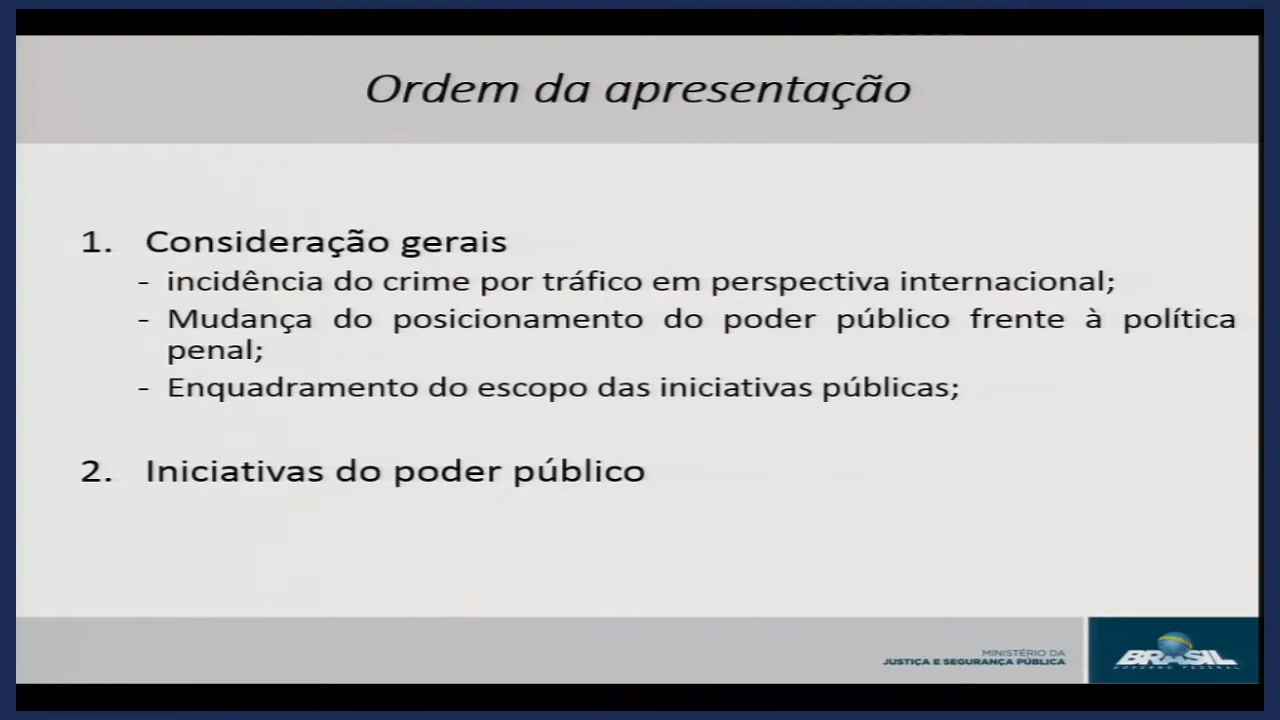 Ordem da apresentação
1. Consideração gerais
- incidência do crime por tráfico em perspectiva internacional;
- Mudança do posicionamento do poder público frente à política
penal;
- Enquadramento do escopo das iniciativas públicas;
2. Iniciativas do poder público
MINISTÉRIO DA
JUSTIÇA E SEGURANÇA PÚBLICA
BRASIL
GOVERNO FEDERAL